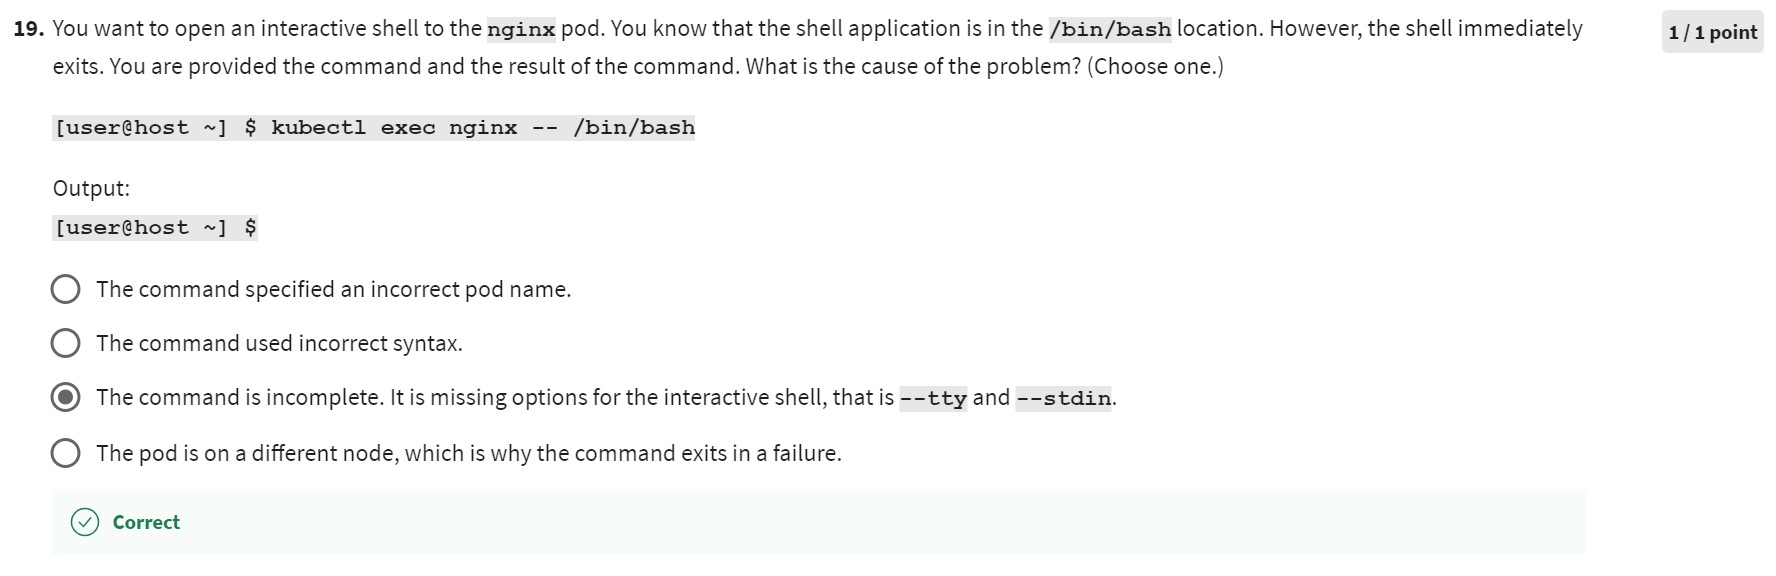 19. You want to open an interactive shell to the nginx pod. You know that the shell application is in the /bin/bash location. However, the shell immediately
1 / 1 point
exits. You are provided the command and the result of the command. What is the cause of the problem? (Choose one.)
[user@host ~] $ kubectl exec nginx -- /bin/bash
Output:
[user@host ~] $
The command specified an incorrect pod name.
The command used incorrect syntax.
The command is incomplete. It is missing options for the interactive shell, that is --tty and --stdin.
The pod is on a different node, which is why the command exits in a failure.
Correct